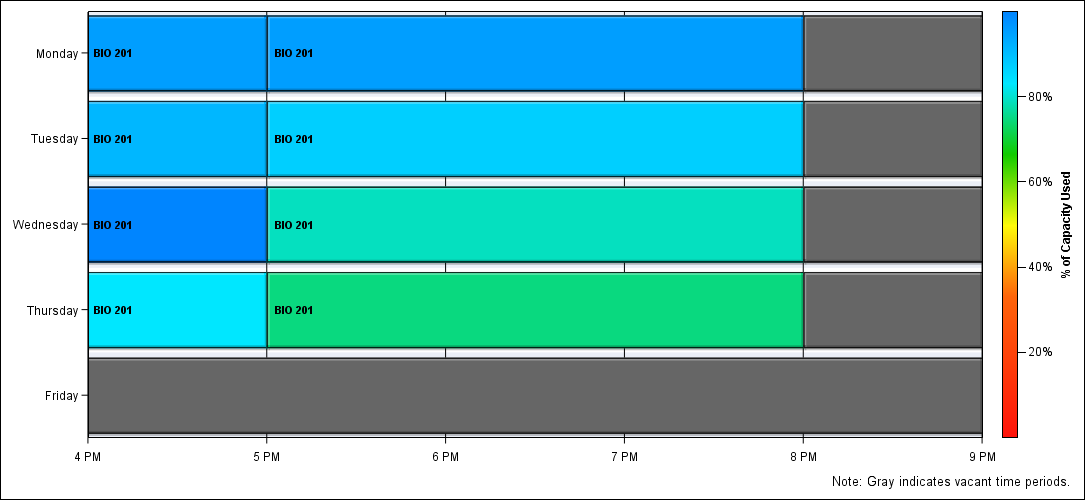 Monday
BIO 201
BIO 201
Tuesday
BIO 201
BIO 201
Wednesday
BIO 201
BIO 201
Thursday
BIO 201
BIO 201
Friday
4 PM
5 PM
6 PM
7 PM
8 PM
9 PM
80%
60%
40%
20%
% of Capacity Used
Note: Gray indicates vacant time periods.